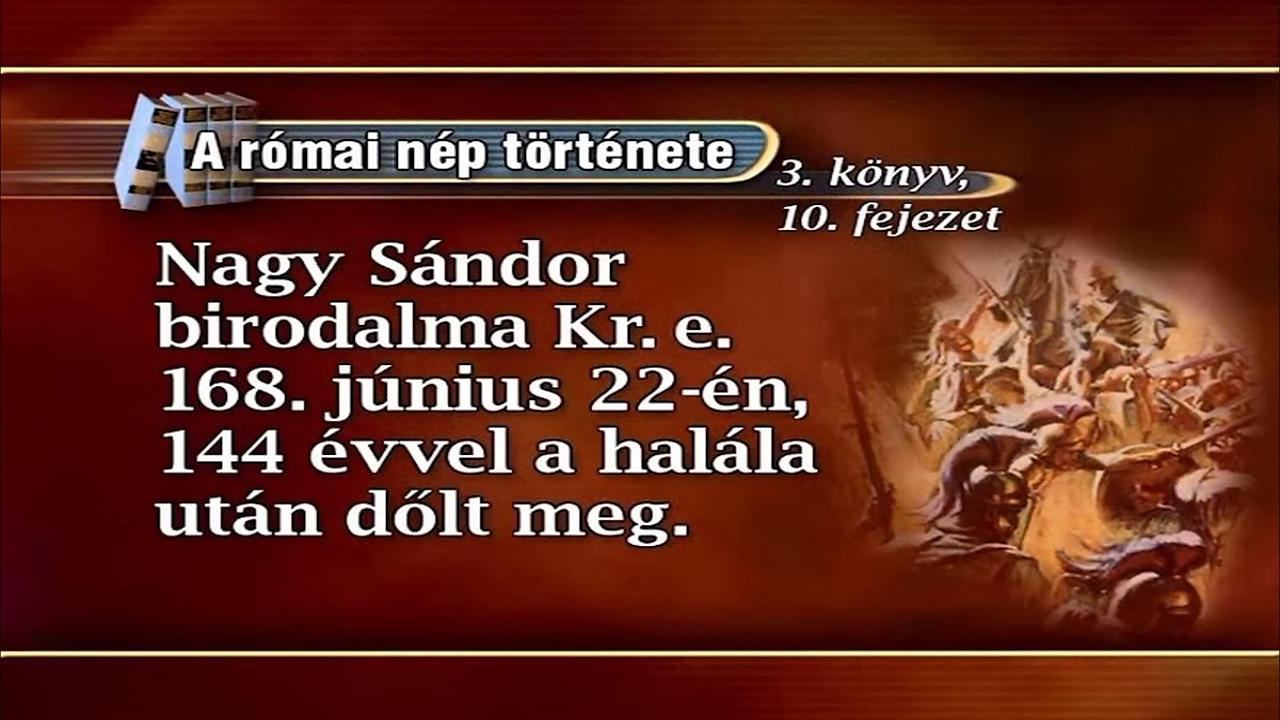 A római nép története
3. könyv,
10. fejezet
Nagy Sándor
birodalma Kr. e.
168. június 22-én,
144 évvel a halála
után dőlt meg.